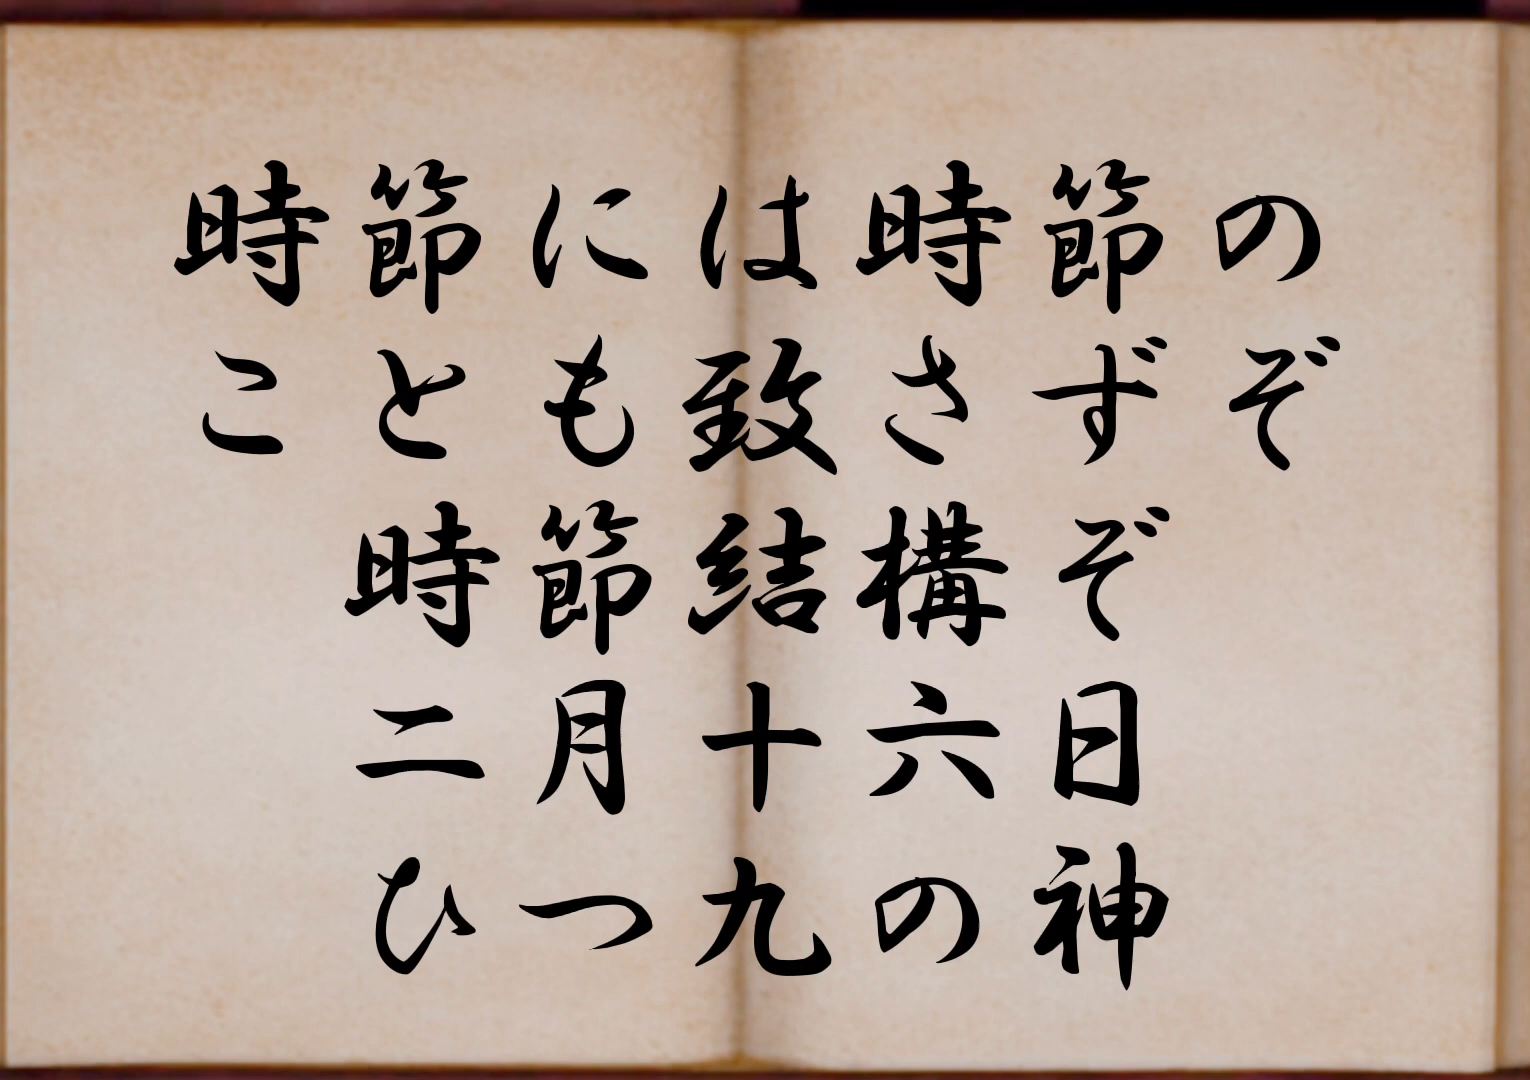 時節には時節の
ことも致さずぞ
時節結構ぞ
二月十六日
ひつ九の神